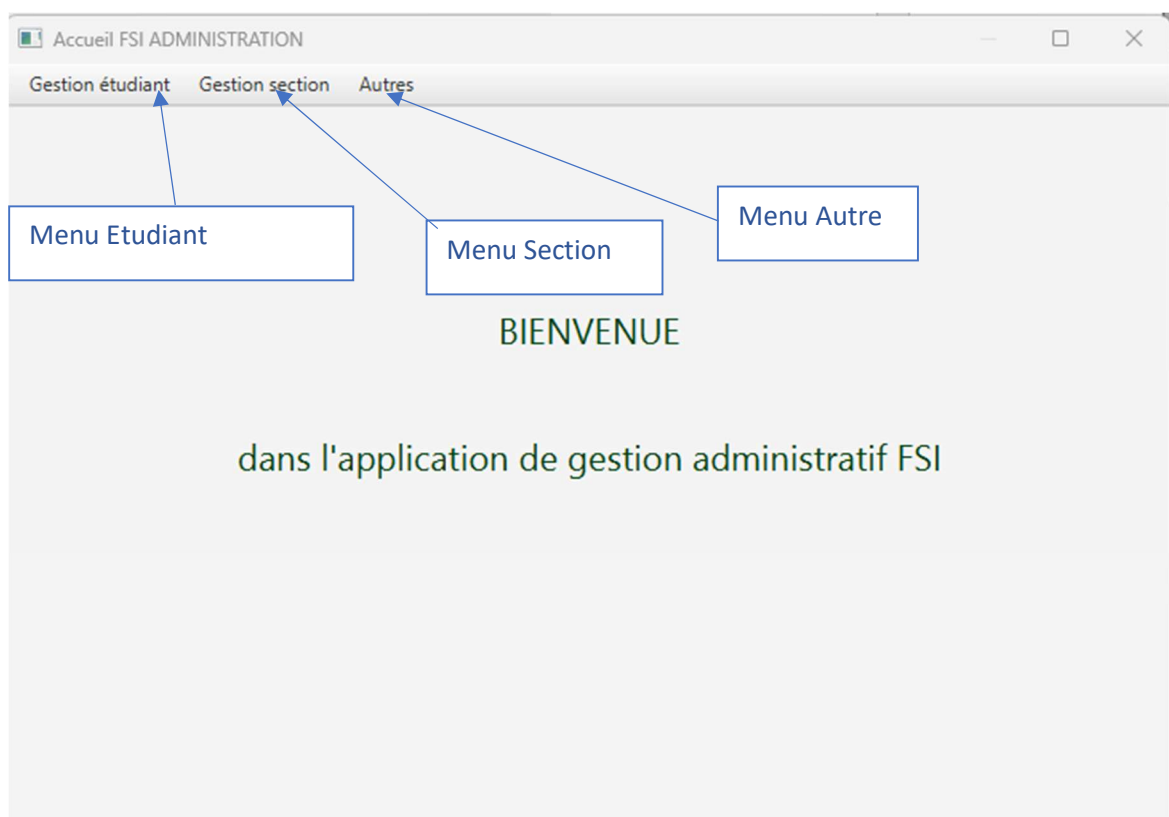 Accueil FSI ADMINISTRATION
Gestion étudiant Gestion section Autres
Menu Etudiant
Menu Section
Menu Autre
BIENVENUE
dans l'application de gestion administratif FSI